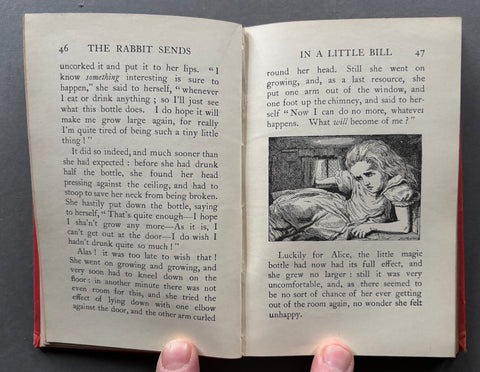 46 THE RABBIT SENDS
uncorked it and put it to her lips. "I
know something interesting is sure to
happen," she said to herself, "whenever
I eat or drink anything; so I'll just see
what this bottle does. I do hope it will
make me grow large again, for really
I'm quite tired of being such a tiny little
thing!"
It did so indeed, and much sooner than
she had expected: before she had drunk
half the bottle, she found her head
pressing against the ceiling, and had to
stoop to save her neck from being broken.
She hastily put down the bottle, saying
to herself, "That's quite enough—I hope
I sha'n't grow any more—As it is, I
can't get out at the door—I do wish I
hadn't drunk quite so much!"
Alas! it was too late to wish that!
She went on growing and growing, and
very soon had to kneel down on the
floor: in another minute there was not
even room for this, and she tried the
effect of lying down with one elbow
against the door, and the other arm curled
IN A LITTLE BILL 47
round her head. Still she went on
growing, and, as a last resource, she
put one arm out of the window, and
one foot up the chimney, and said to her-
self "Now I can do no more, whatever
happens. What will become of me?"
Luckily for Alice, the little magic
bottle had now had its full effect, and
she grew no larger: still it was very
uncomfortable, and, as there seemed to
be no sort of chance of her ever getting
out of the room again, no wonder she felt
unhappy.